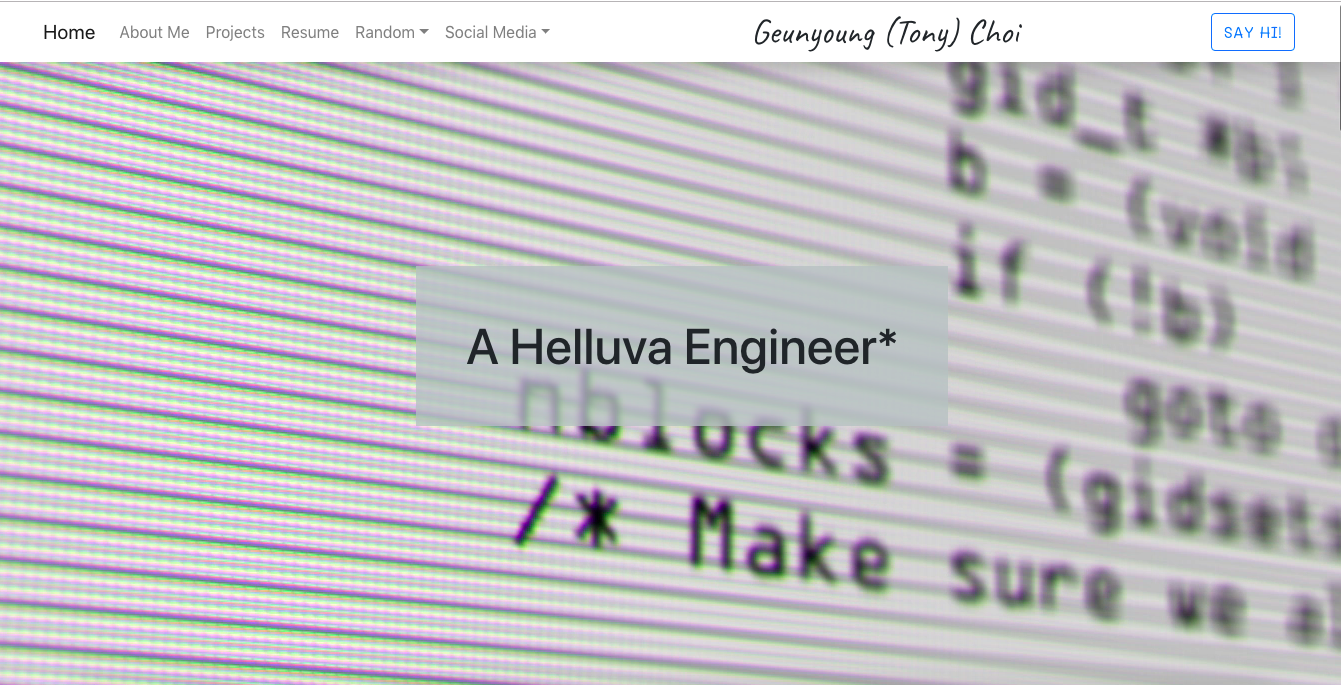 Home About Me Projects Resume Random Social Media Geunyoung (Tony) Choi SAY HI!
gid_t
b = (void
if (!b)
A Helluva Engineer*
goto
nblocks = (gidsets
/* Make sure we al